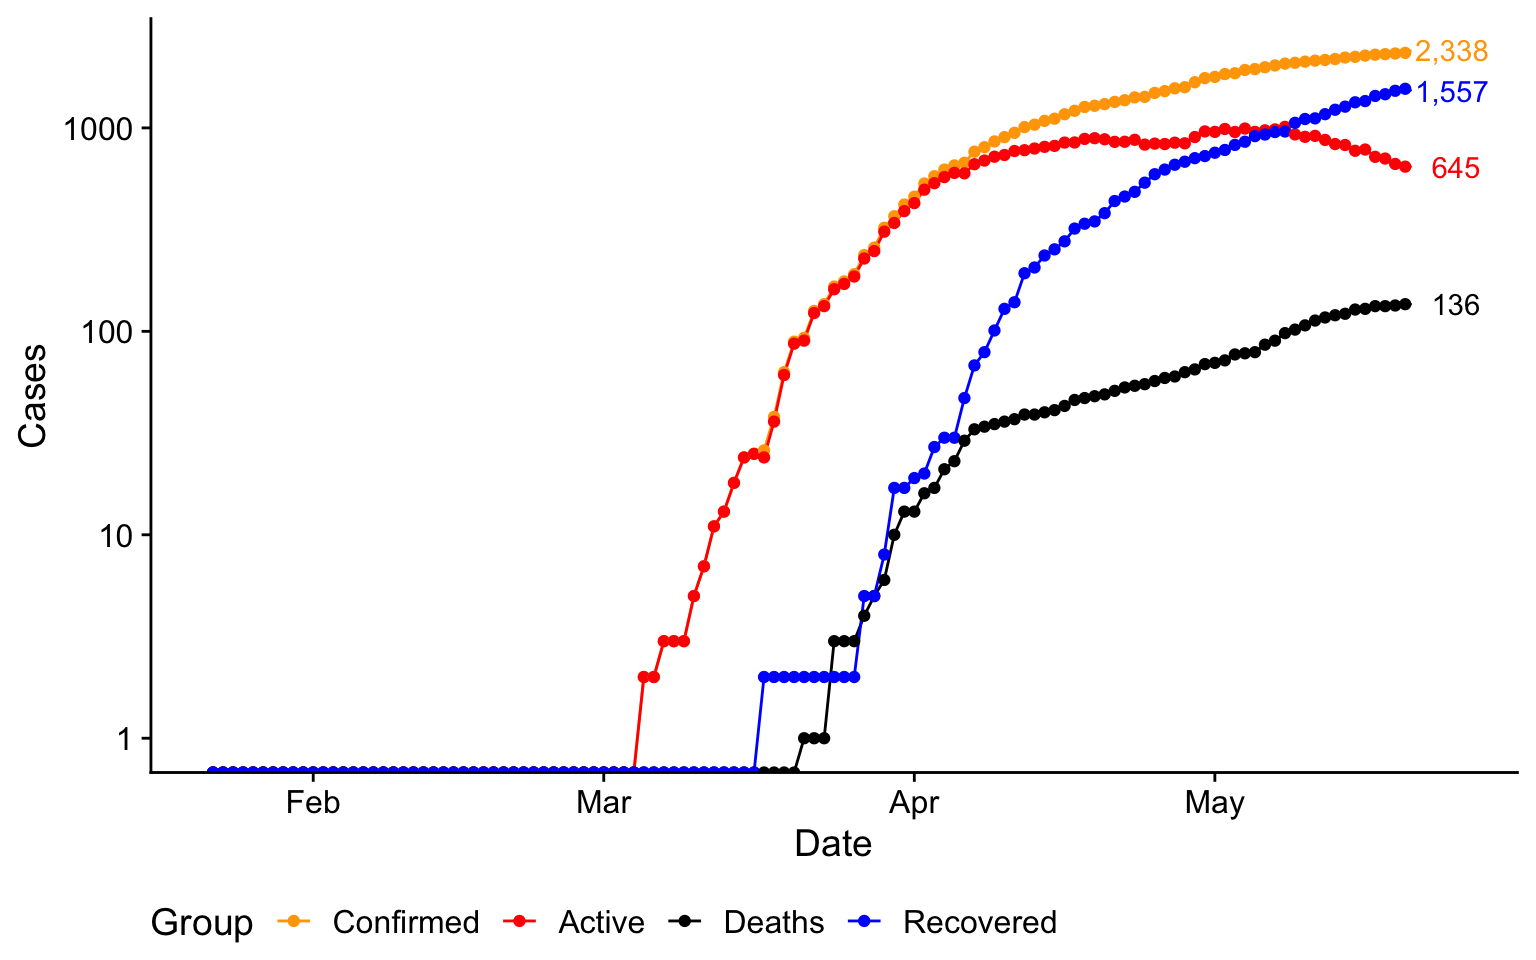 2,338
1,557
1000
645
136
100
Cases
10
1
Feb Mar Apr May
Date
Group Confirmed Active Deaths Recovered